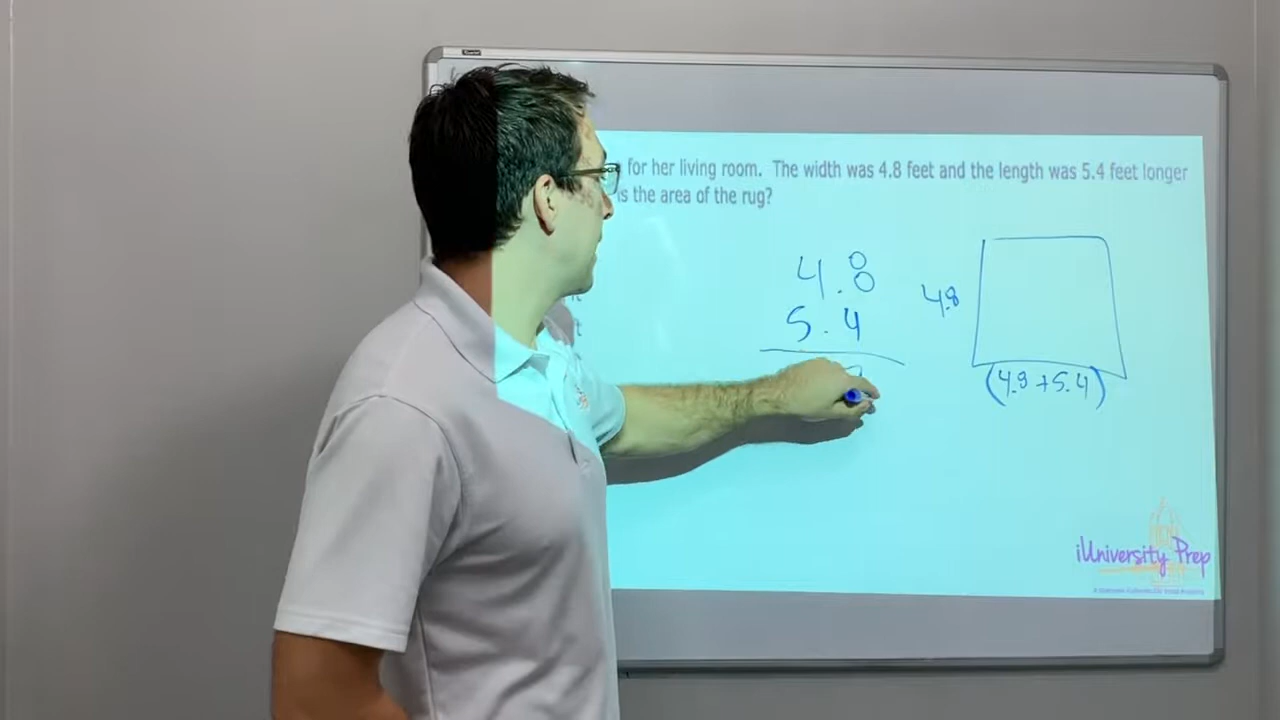 for her living room. The width was 4.8 feet and the length was 5.4 feet longer
is the area of the rug?
4.8
5.4
4.8
(4.8+5.4)
iUniversity Prep